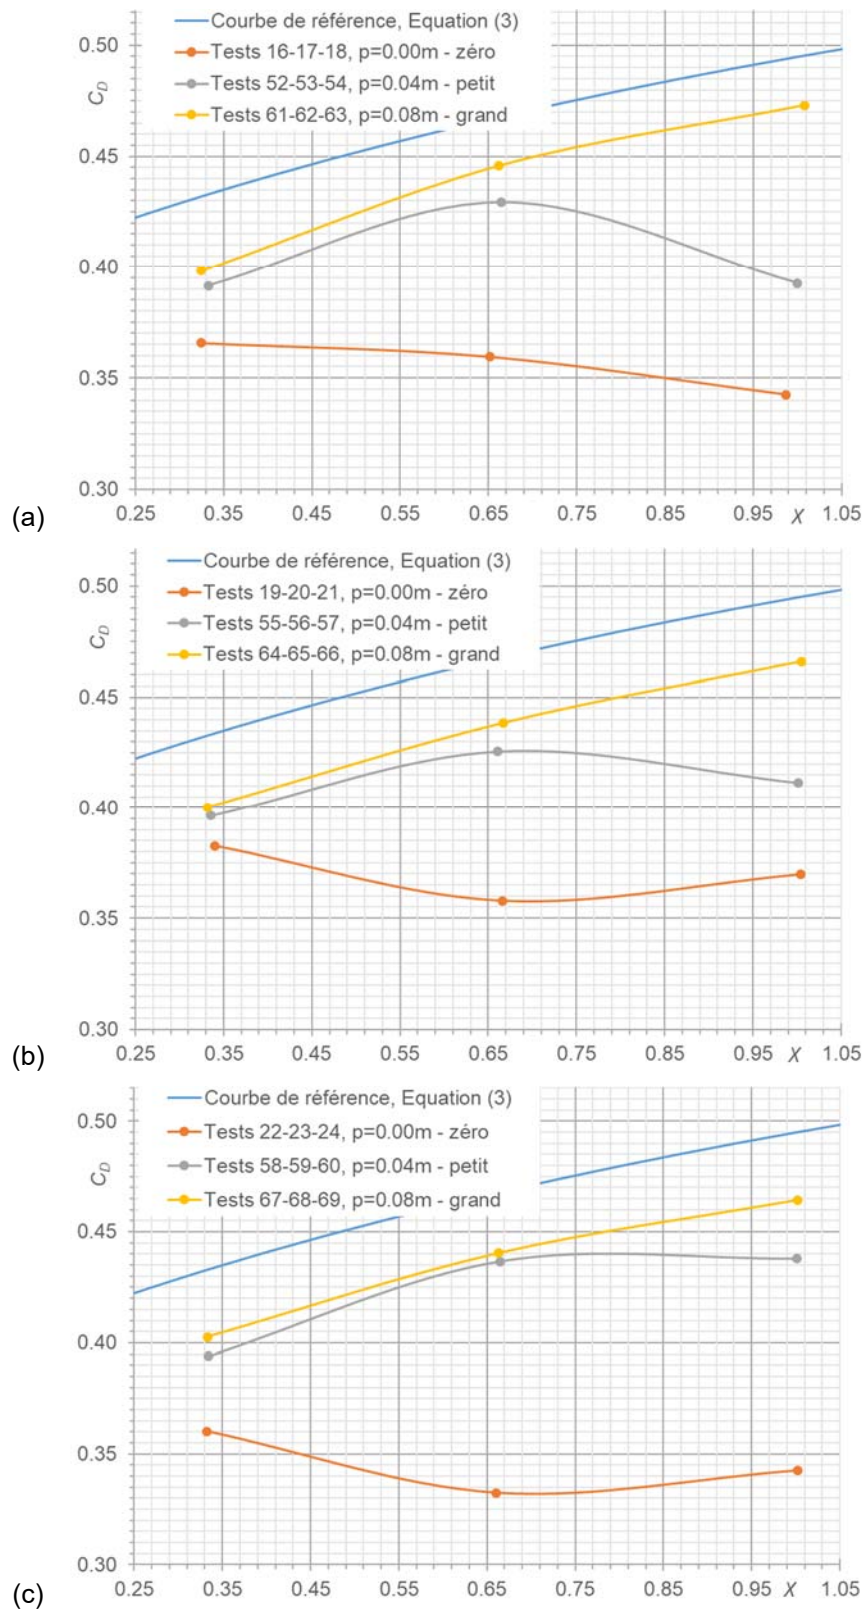 Courbe de référence, Equation (3)
Tests 16-17-18, p=0.00m - zéro
Tests 52-53-54, p=0.04m - petit
Tests 61-62-63, p=0.08m - grand
0.50
C_D
0.45
0.40
0.35
0.30
(a)
0.25 0.35 0.45 0.55 0.65 0.75 0.85 0.95 χ 1.05
Courbe de référence, Equation (3)
Tests 19-20-21, p=0.00m - zéro
Tests 55-56-57, p=0.04m - petit
Tests 64-65-66, p=0.08m - grand
0.50
C_D
0.45
0.40
0.35
0.30
(b)
0.25 0.35 0.45 0.55 0.65 0.75 0.85 0.95 χ 1.05
Courbe de référence, Equation (3)
Tests 22-23-24, p=0.00m - zéro
Tests 58-59-60, p=0.04m - petit
Tests 67-68-69, p=0.08m - grand
0.50
C_D
0.45
0.40
0.35
0.30
(c)
0.25 0.35 0.45 0.55 0.65 0.75 0.85 0.95 χ 1.05